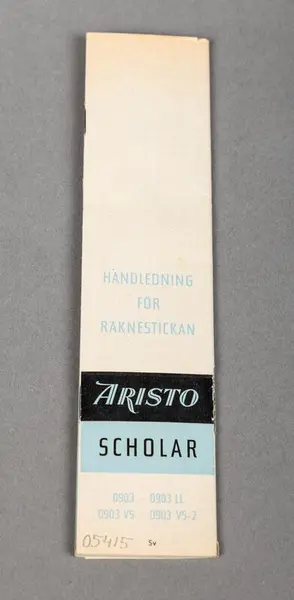 HANDLEDNING
FÖR
RÄKNESTICKAN
ARISTO
SCHOLAR
0903 0903 LL
0903 VS 0903 VS-2
05415 Sv